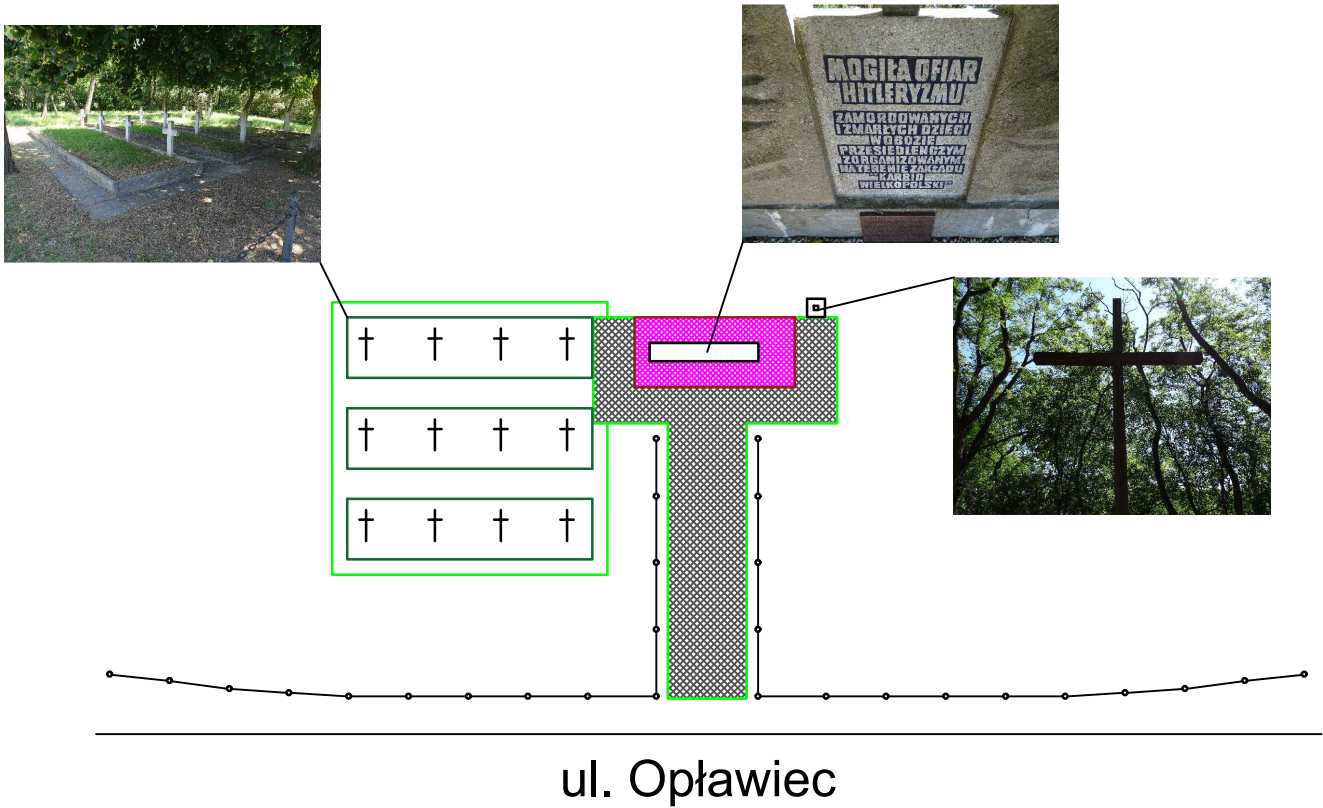 MOGIŁA OFIAR
HITLERYZMU
ZAMORDOWANYCH
I ZMARŁYCH DZIECI
W OBOZIE
PRZESIEDLEŃCZYM
ZORGANIZOWANYM
NA TERENIE ZAKŁADU
"KARBID
WIELKOPOLSKI"
ul. Opławiec